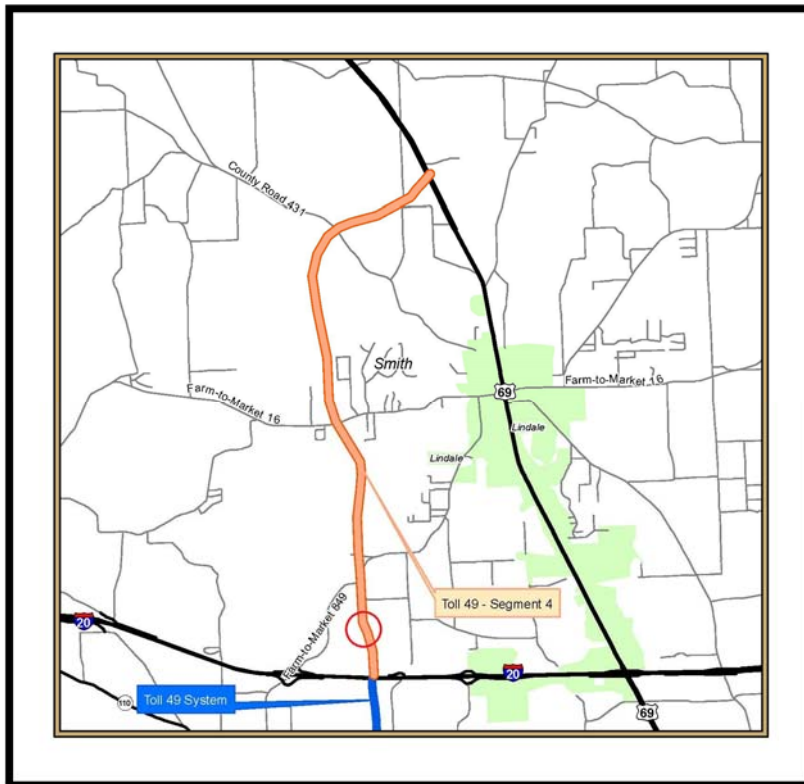 County Road 431
Smith
Farm-to-Market 16
Farm-to-Market 16
69
Lindale
Lindale
Toll 49 - Segment 4
Farm-to-Market 849
20
20
Toll 49 System
110
69